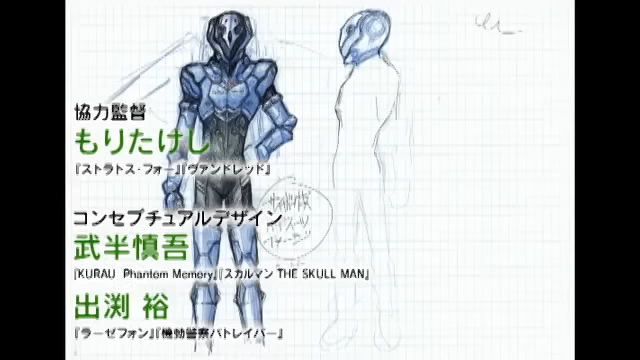 協力監督
もりたけし
『ストラトス・フォー』『ヴァンドレッド』
コンセプチュアルデザイン
武半慎吾
『KURAU Phantom Memory』『スカルマン THE SKULL MAN』
出渕 裕
『ラーゼフォン』『機動警察パトレイバー』